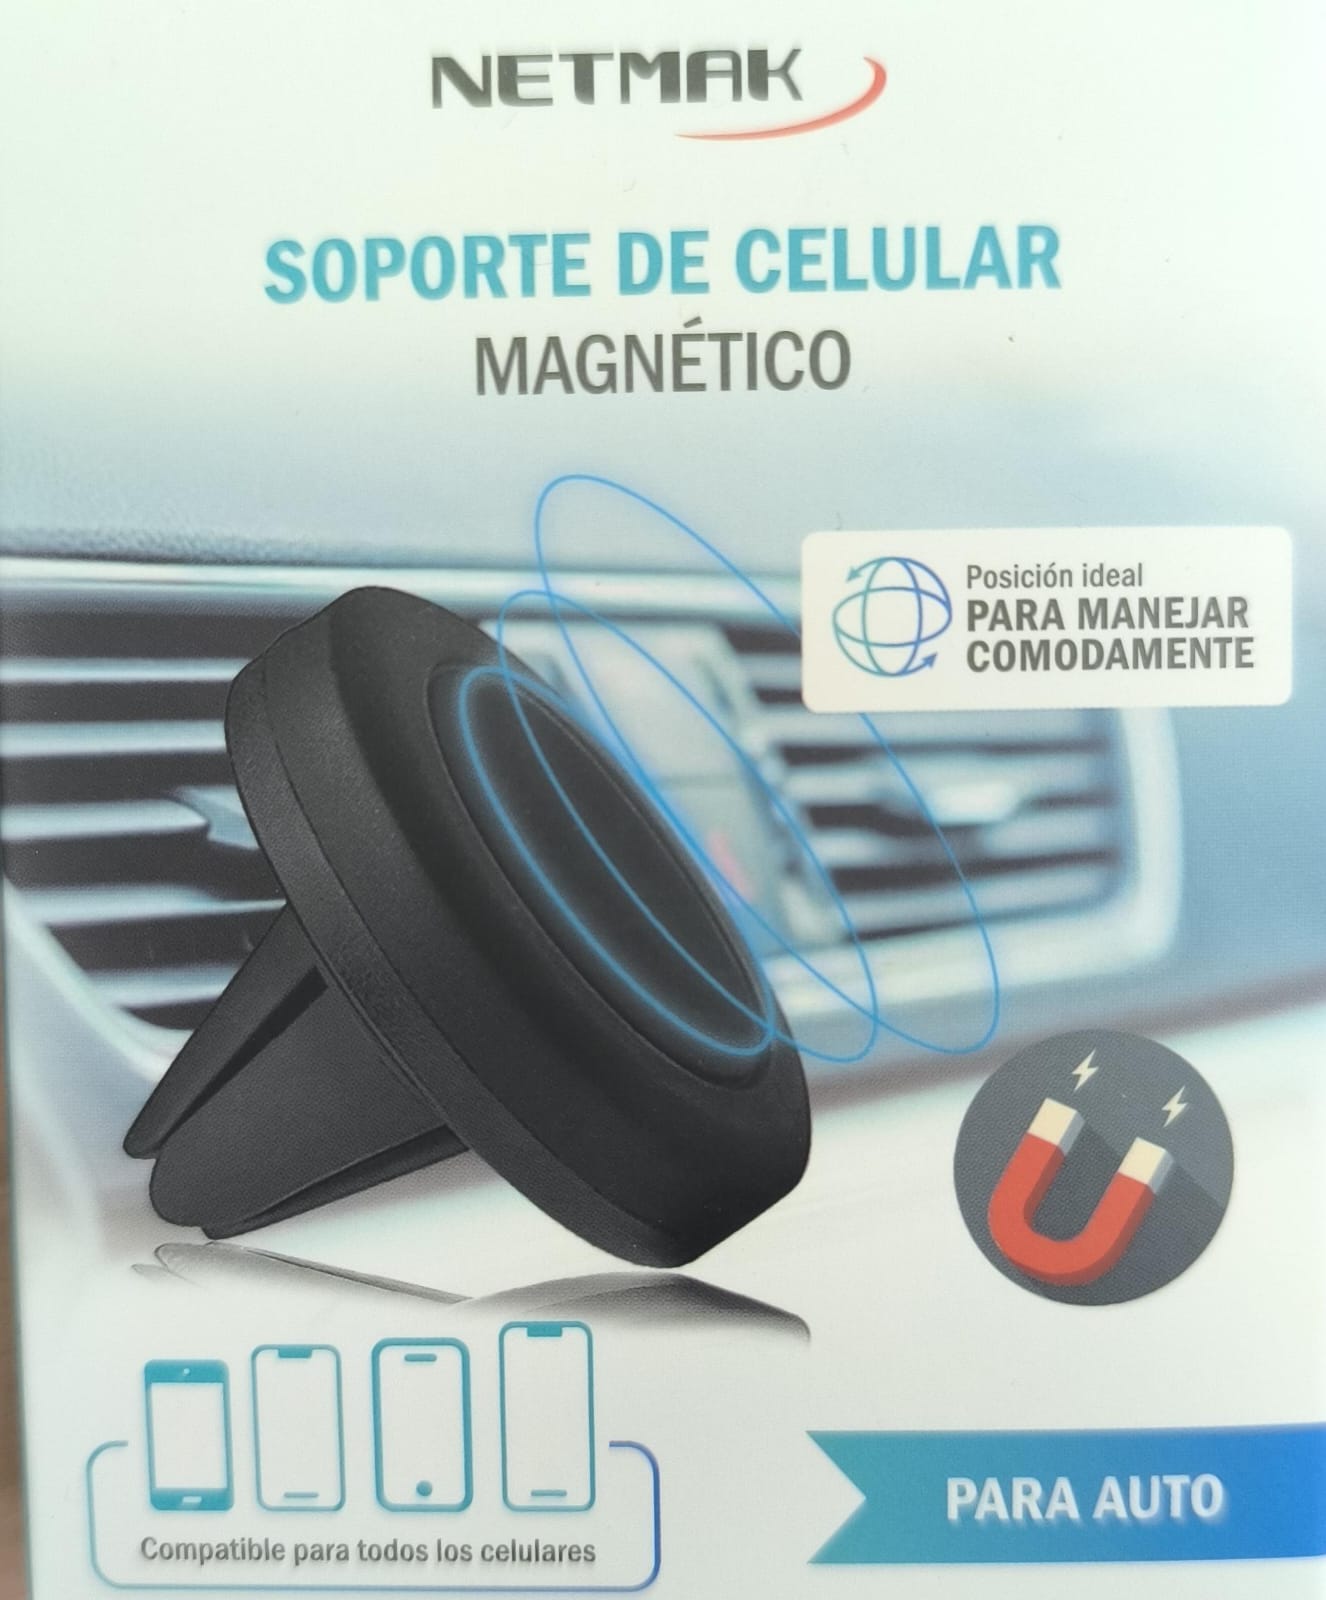 NETMAK
SOPORTE DE CELULAR
MAGNÉTICO
Posición ideal
PARA MANEJAR
COMODAMENTE
Compatible para todos los celulares
PARA AUTO